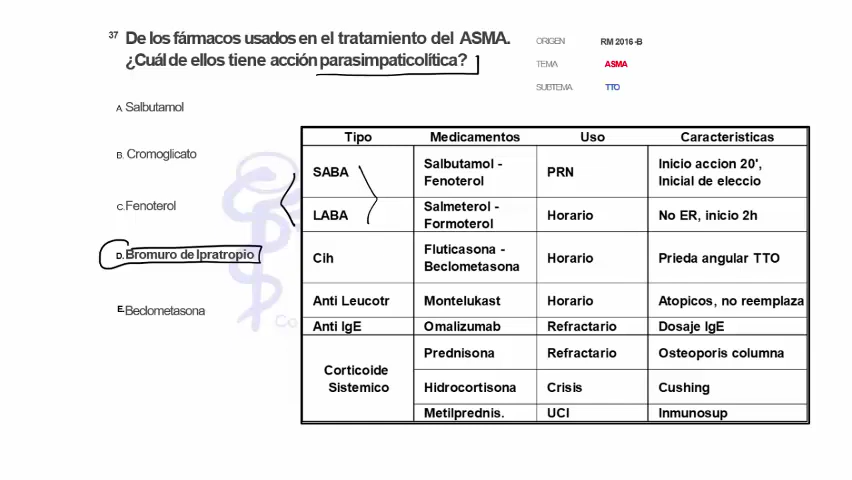 37 De los fármacos usados en el tratamiento del ASMA.
¿Cuál de ellos tiene acción parasimpaticolítica?
ORIGEN RM 2016 -B
TEMA ASMA
SUBTEMA TTO
A. Salbutamol
B. Cromoglicato
C. Fenoterol
D. Bromuro de Ipratropio
E. Beclometasona
Tipo Medicamentos Uso Caracteristicas
SABA Salbutamol - Fenoterol PRN Inicio accion 20', Inicial de eleccio
LABA Salmeterol - Formoterol Horario No ER, inicio 2h
Cih Fluticasona - Beclometasona Horario Prieda angular TTO
Anti Leucotr Montelukast Horario Atopicos, no reemplaza
Anti IgE Omalizumab Refractario Dosaje IgE
Corticoide Sistemico Prednisona Refractario Osteoporis columna
Hidrocortisona Crisis Cushing
Metilprednis. UCI Inmunosup